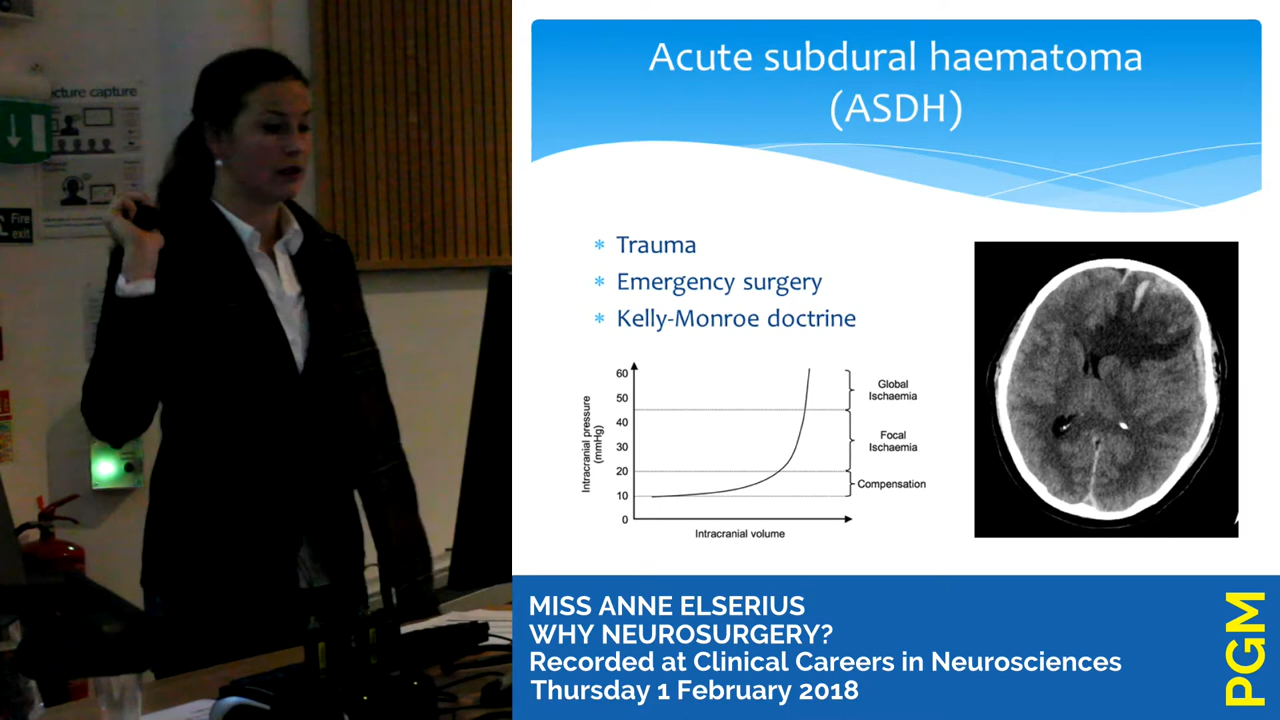 cture capture
Fire
exit
Acute subdural haematoma
(ASDH)
* Trauma
* Emergency surgery
* Kelly-Monroe doctrine
Intracranial pressure
(mmHg)
60
50
40
30
20
10
0
Global
Ischaemia
Focal
Ischaemia
Compensation
Intracranial volume
MISS ANNE ELSERIUS
WHY NEUROSURGERY?
Recorded at Clinical Careers in Neurosciences
Thursday 1 February 2018
PGM